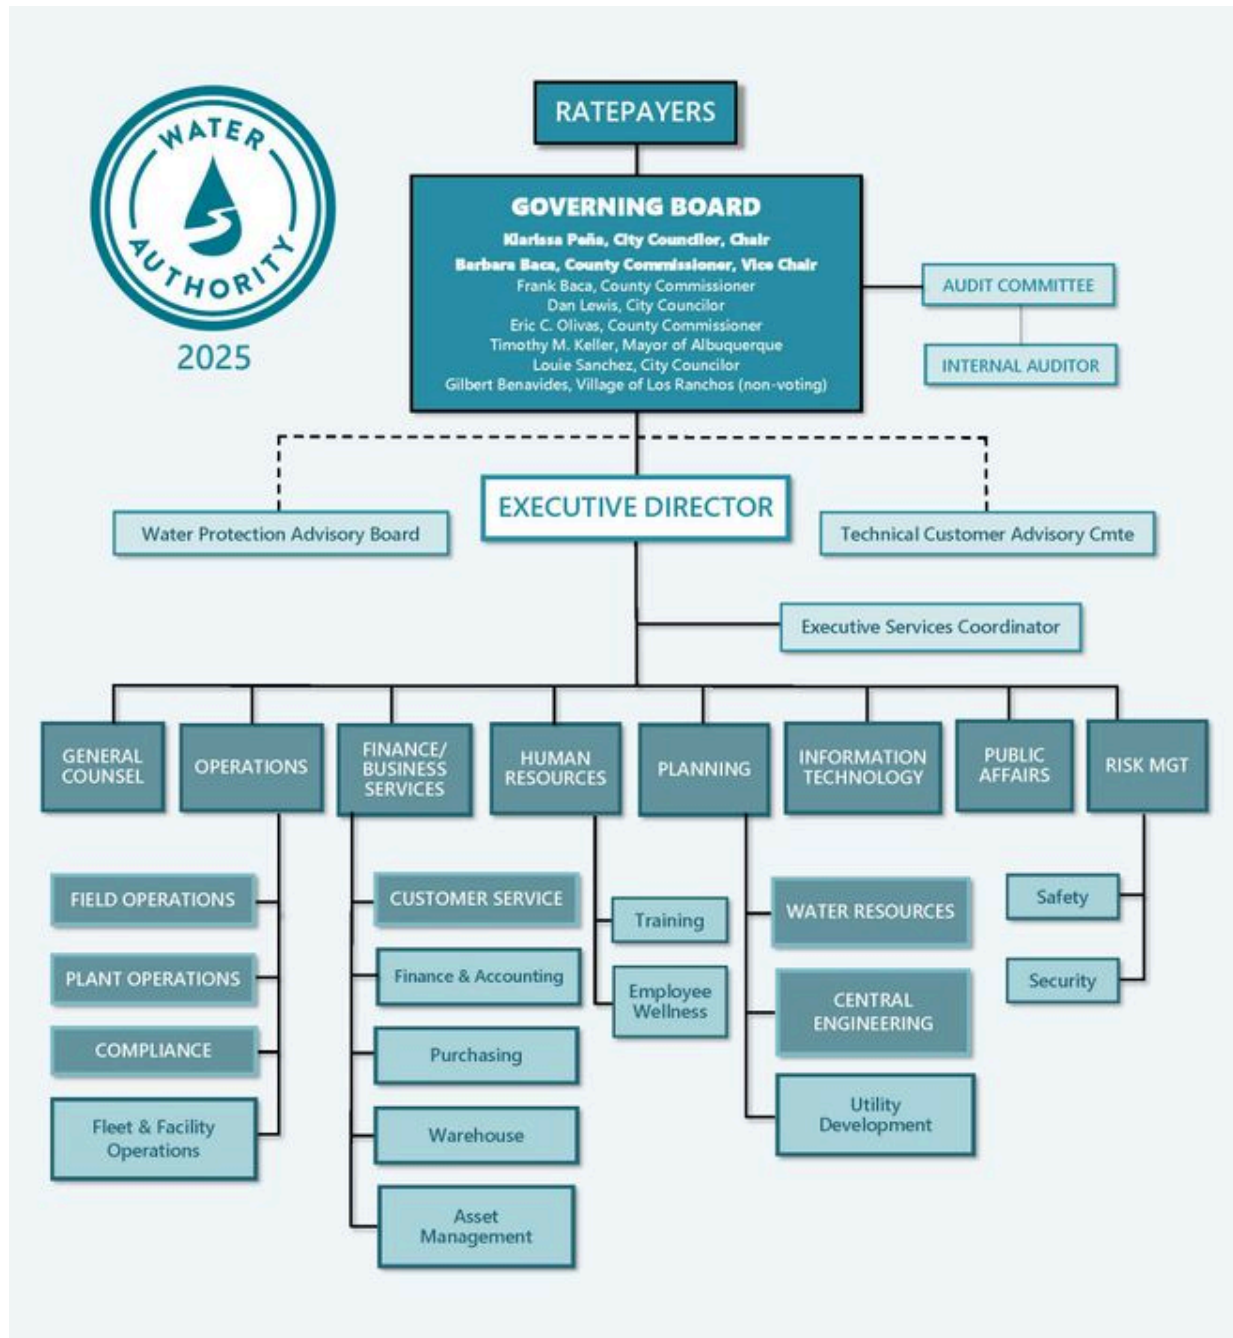 WATER
AUTHORITY
2025
RATEPAYERS
GOVERNING BOARD
Klarissa Peña, City Councilor, Chair
Barbara Baca, County Commissioner, Vice Chair
Frank Baca, County Commissioner
Dan Lewis, City Councilor
Eric C. Olivas, County Commissioner
Timothy M. Keller, Mayor of Albuquerque
Louie Sanchez, City Councilor
Gilbert Benavides, Village of Los Ranchos (non-voting)
AUDIT COMMITTEE
INTERNAL AUDITOR
EXECUTIVE DIRECTOR
Water Protection Advisory Board
Technical Customer Advisory Cmte
Executive Services Coordinator
GENERAL
COUNSEL
OPERATIONS
FINANCE/
BUSINESS
SERVICES
HUMAN
RESOURCES
PLANNING
INFORMATION
TECHNOLOGY
PUBLIC
AFFAIRS
RISK MGT
FIELD OPERATIONS
PLANT OPERATIONS
COMPLIANCE
Fleet & Facility
Operations
CUSTOMER SERVICE
Finance & Accounting
Purchasing
Warehouse
Asset
Management
Training
Employee
Wellness
WATER RESOURCES
CENTRAL
ENGINEERING
Utility
Development
Safety
Security